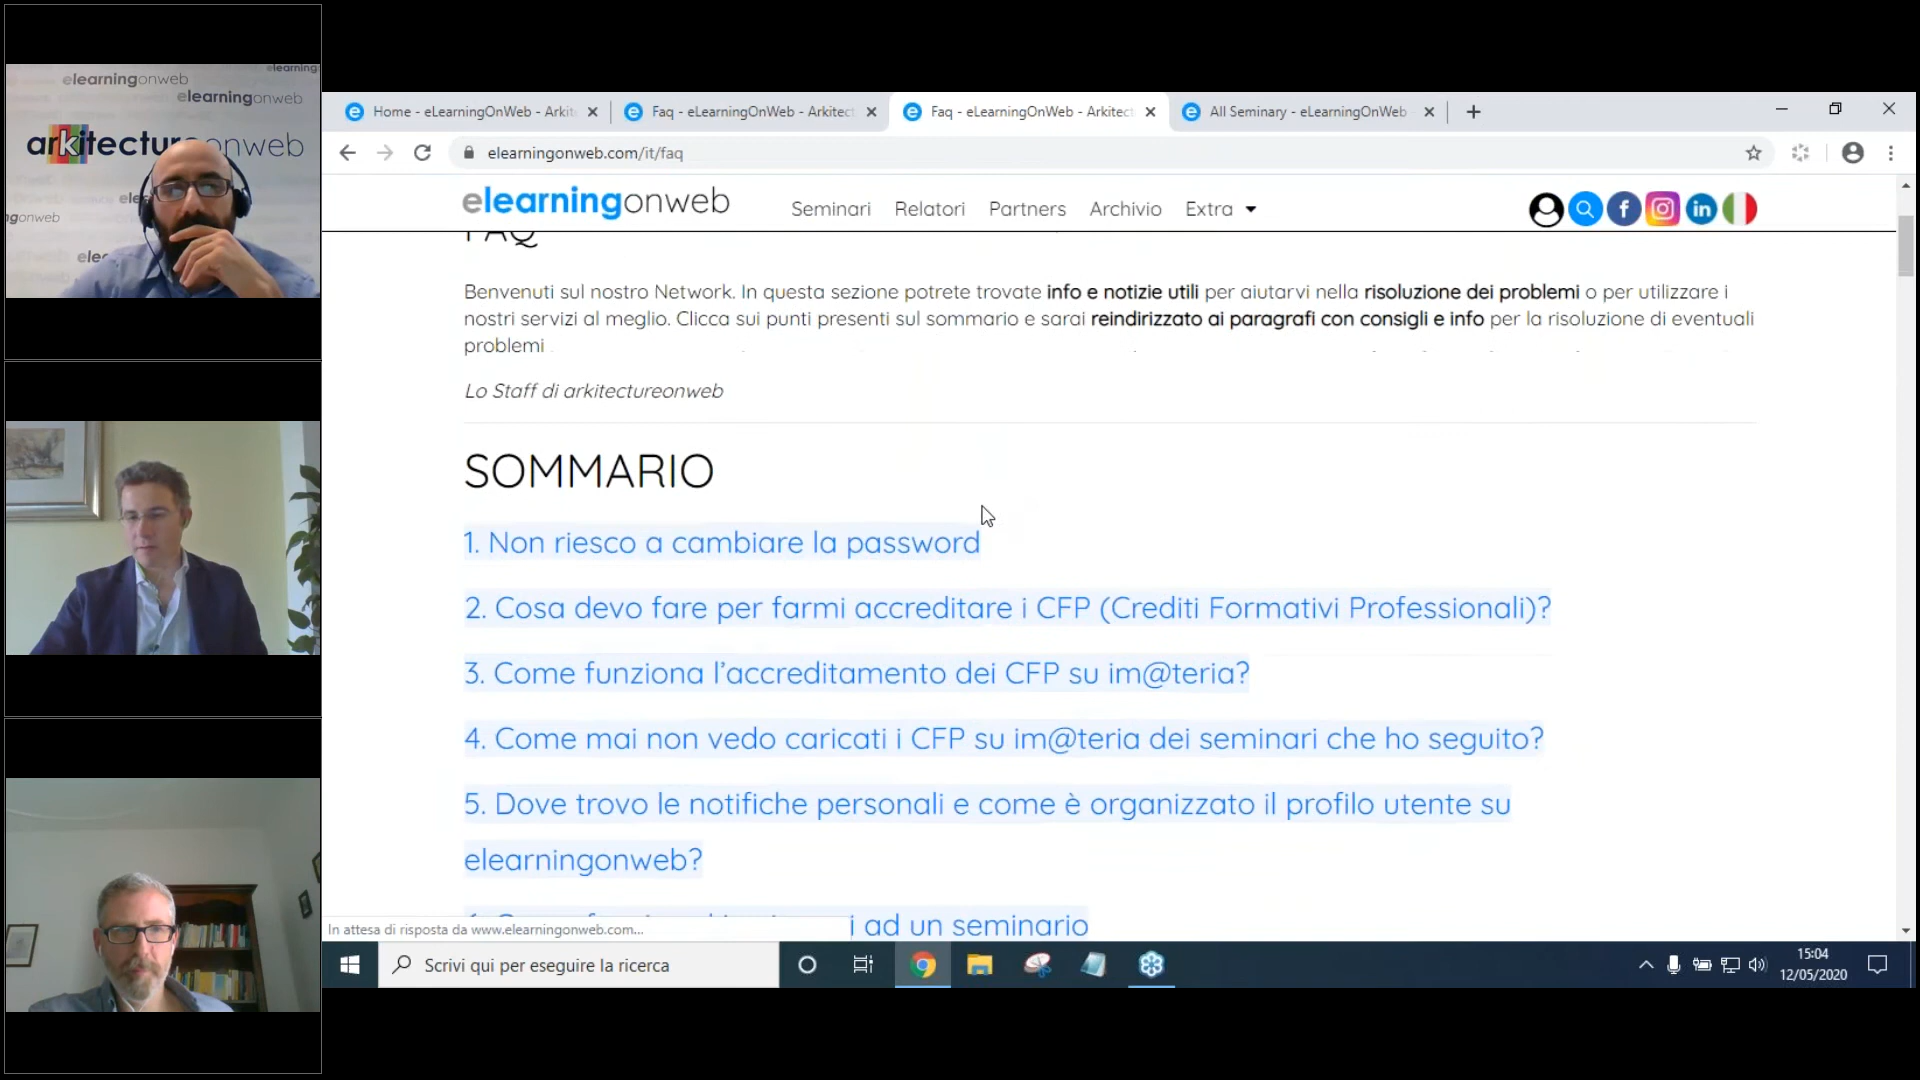 elearning
elearningonweb
elearningonweb
arkitectureonweb
ngonweb
Home - eLearningOnWeb - Arkite
Faq - eLearningOnWeb - Arkitect
Faq - eLearningOnWeb - Arkitect
All Seminary - eLearningOnWeb
elearningonweb.com/it/faq
elearningonweb
Seminari
Relatori
Partners
Archivio
Extra
FAQ
Benvenuti sul nostro Network. In questa sezione potrete trovate info e notizie utili per aiutarvi nella risoluzione dei problemi o per utilizzare i
nostri servizi al meglio. Clicca sui punti presenti sul sommario e sarai reindirizzato ai paragrafi con consigli e info per la risoluzione di eventuali
problemi
Lo Staff di arkitectureonweb
SOMMARIO
1. Non riesco a cambiare la password
2. Cosa devo fare per farmi accreditare i CFP (Crediti Formativi Professionali)?
3. Come funziona l'accreditamento dei CFP su im@teria?
4. Come mai non vedo caricati i CFP su im@teria dei seminari che ho seguito?
5. Dove trovo le notifiche personali e come è organizzato il profilo utente su
elearningonweb?
i ad un seminario
In attesa di risposta da www.elearningonweb.com...
Scrivi qui per eseguire la ricerca
15:04
12/05/2020